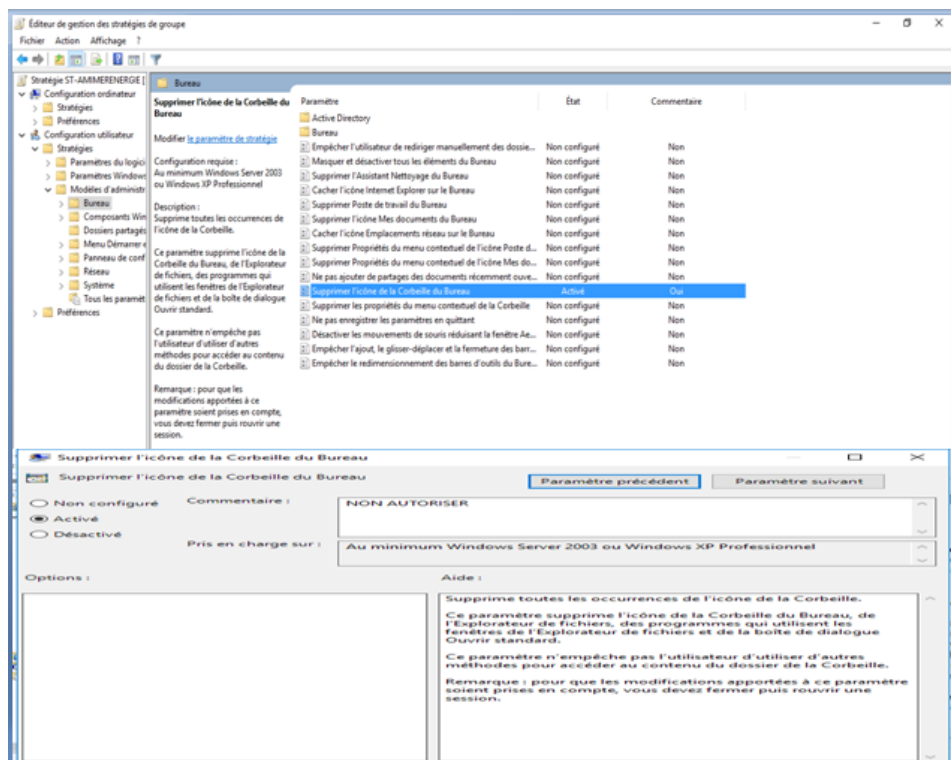 Éditeur de gestion des stratégies de groupe
Fichier Action Affichage ?
Stratégie ST-AMMERENERGIE [
Configuration ordinateur
Stratégies
Préférences
Configuration utilisateur
Stratégies
Paramètres du logici
Paramètres Windows
Modèles d'administr
Bureau
Composants Win
Dossiers partagés
Menu Démarrer e
Panneau de conf
Réseau
Système
Tous les paramèt
Préférences
Bureau
Supprimer l'icône de la Corbeille du
Bureau
Modifier le paramètre de stratégie
Configuration requise :
Au minimum Windows Server 2003
ou Windows XP Professionnel
Description :
Supprime toutes les occurrences de
l'icône de la Corbeille.
Ce paramètre supprime l'icône de la
Corbeille du Bureau, de l'Explorateur
de fichiers, des programmes qui
utilisent les fenêtres de l'Explorateur
de fichiers et de la boîte de dialogue
Ouvrir standard.
Ce paramètre n'empêche pas
l'utilisateur d'utiliser d'autres
méthodes pour accéder au contenu
du dossier de la Corbeille.
Remarque : pour que les
modifications apportées à ce
paramètre soient prises en compte,
vous devez fermer puis rouvrir une
session.
Paramètre État Commentaire
Active Directory
Bureau
Empêcher l'utilisateur de rediriger manuellement des dossie... Non configuré Non
Masquer et désactiver tous les éléments du Bureau Non configuré Non
Supprimer l'Assistant Nettoyage du Bureau Non configuré Non
Cacher l'icône Internet Explorer sur le Bureau Non configuré Non
Supprimer Poste de travail du Bureau Non configuré Non
Supprimer l'icône Mes documents du Bureau Non configuré Non
Cacher l'icône Emplacements réseau sur le Bureau Non configuré Non
Supprimer Propriétés du menu contextuel de l'icône Poste d... Non configuré Non
Supprimer Propriétés du menu contextuel de l'icône Mes do... Non configuré Non
Ne pas ajouter de partages des documents récemment ouve... Non configuré Non
Supprimer l'icône de la Corbeille du Bureau Activé Oui
Supprimer les propriétés du menu contextuel de la Corbeille Non configuré Non
Ne pas enregistrer les paramètres en quittant Non configuré Non
Désactiver les mouvements de souris réduisant la fenêtre Ae... Non configuré Non
Empêcher l'ajout, le glisser-déplacer et la fermeture des barr... Non configuré Non
Empêcher le redimensionnement des barres d'outils du Bure... Non configuré Non
Supprimer l'icône de la Corbeille du Bureau
Supprimer l'icône de la Corbeille du Bureau
Paramètre précédent Paramètre suivant
Non configuré
Activé
Désactivé
Commentaire :
NON AUTORISER
Pris en charge sur :
Au minimum Windows Server 2003 ou Windows XP Professionnel
Options :
Aide :
Supprime toutes les occurrences de l'icône de la Corbeille.
Ce paramètre supprime l'icône de la Corbeille du Bureau, de
l'Explorateur de fichiers, des programmes qui utilisent les
fenêtres de l'Explorateur de fichiers et de la boîte de dialogue
Ouvrir standard.
Ce paramètre n'empêche pas l'utilisateur d'utiliser d'autres
méthodes pour accéder au contenu du dossier de la Corbeille.
Remarque : pour que les modifications apportées à ce paramètre
soient prises en compte, vous devez fermer puis rouvrir une
session.